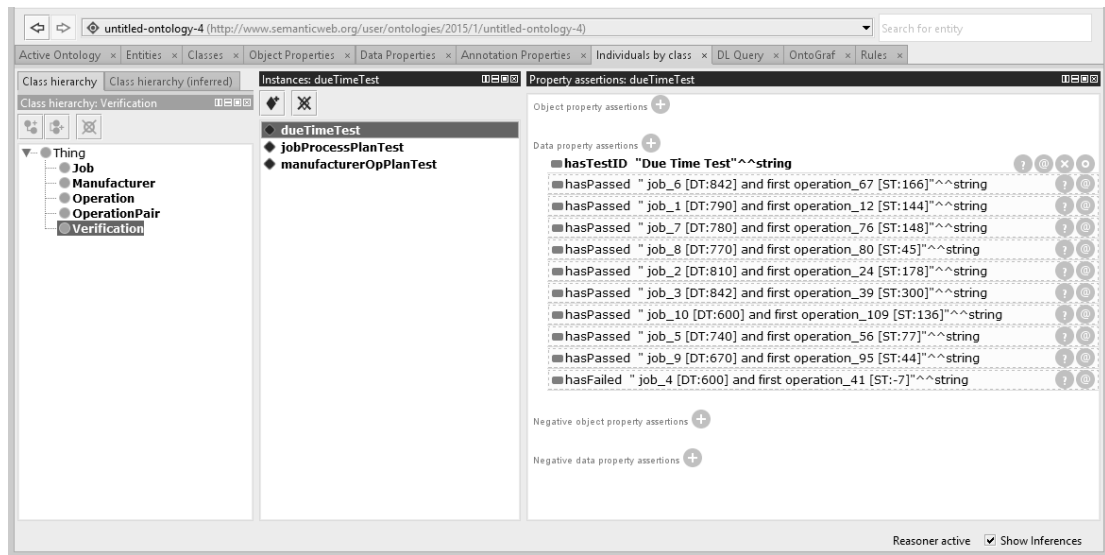 untitled-ontology-4 (http://www.semanticweb.org/user/ontologies/2015/1/untitled-ontology-4)
Search for entity
Active Ontology × Entities × Classes × Object Properties × Data Properties × Annotation Properties × Individuals by class × DL Query × OntoGraf × Rules ×
Class hierarchy Class hierarchy (inferred)
Class hierarchy: Verification
Thing
Job
Manufacturer
Operation
OperationPair
Verification
Instances: dueTimeTest
dueTimeTest
jobProcessPlanTest
manufacturerOpPlanTest
Property assertions: dueTimeTest
Object property assertions
Data property assertions
hasTestID "Due Time Test"^^string
hasPassed " job_6 [DT:842] and first operation_67 [ST:166]"^^string
hasPassed " job_1 [DT:790] and first operation_12 [ST:144]"^^string
hasPassed " job_7 [DT:780] and first operation_76 [ST:148]"^^string
hasPassed " job_8 [DT:770] and first operation_80 [ST:45]"^^string
hasPassed " job_2 [DT:810] and first operation_24 [ST:178]"^^string
hasPassed " job_3 [DT:842] and first operation_39 [ST:300]"^^string
hasPassed " job_10 [DT:600] and first operation_109 [ST:136]"^^string
hasPassed " job_5 [DT:740] and first operation_56 [ST:77]"^^string
hasPassed " job_9 [DT:670] and first operation_95 [ST:44]"^^string
hasFailed " job_4 [DT:600] and first operation_41 [ST:-7]"^^string
Negative object property assertions
Negative data property assertions
Reasoner active Show Inferences